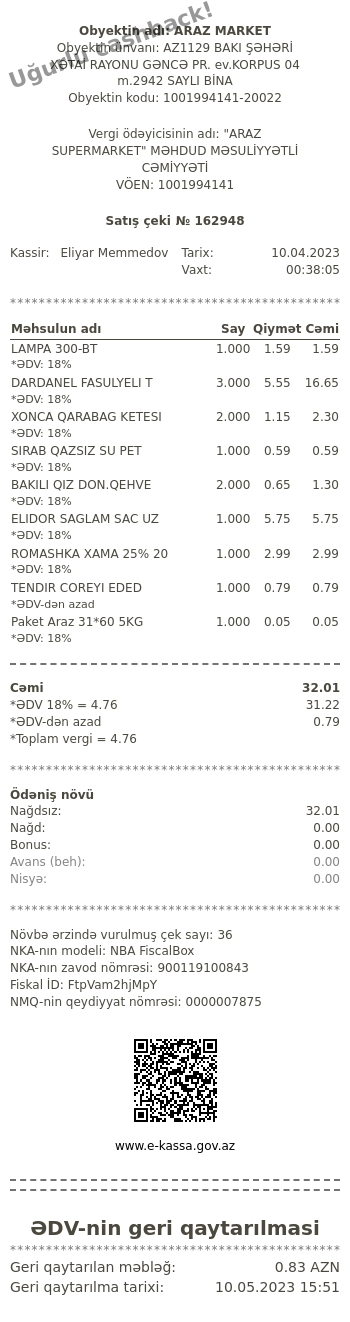 Uğurlu cashback!
Obyektin adı: ARAZ MARKET
Obyektin ünvanı: AZ1129 BAKI ŞƏHƏRİ
XƏTAİ RAYONU GƏNCƏ PR. ev.KORPUS 04
m.2942 SAYLI BİNA
Obyektin kodu: 1001994141-20022
Vergi ödəyicisinin adı: "ARAZ
SUPERMARKET" MƏHDUD MƏSULİYYƏTLİ
CƏMİYYƏTİ
VÖEN: 1001994141
Satış çeki № 162948
Kassir: Eliyar Memmedov Tarix: 10.04.2023
Vaxt: 00:38:05
**********************************************
Məhsulun adı Say Qiymət Cəmi
LAMPA 300-BT 1.000 1.59 1.59
*ƏDV: 18%
DARDANEL FASULYELI T 3.000 5.55 16.65
*ƏDV: 18%
XONCA QARABAG KETESI 2.000 1.15 2.30
*ƏDV: 18%
SIRAB QAZSIZ SU PET 1.000 0.59 0.59
*ƏDV: 18%
BAKILI QIZ DON.QEHVE 2.000 0.65 1.30
*ƏDV: 18%
ELIDOR SAGLAM SAC UZ 1.000 5.75 5.75
*ƏDV: 18%
ROMASHKA XAMA 25% 20 1.000 2.99 2.99
*ƏDV: 18%
TENDIR COREYI EDED 1.000 0.79 0.79
*ƏDV-dən azad
Paket Araz 31*60 5KG 1.000 0.05 0.05
*ƏDV: 18%
Cəmi 32.01
*ƏDV 18% = 4.76 31.22
*ƏDV-dən azad 0.79
*Toplam vergi = 4.76
**********************************************
Ödəniş növü
Nağdsız: 32.01
Nağd: 0.00
Bonus: 0.00
Avans (beh): 0.00
Nisyə: 0.00
**********************************************
Növbə ərzində vurulmuş çek sayı: 36
NKA-nın modeli: NBA FiscalBox
NKA-nın zavod nömrəsi: 900119100843
Fiskal İD: FtpVam2hjMpY
NMQ-nin qeydiyyat nömrəsi: 0000007875
www.e-kassa.gov.az
ƏDV-nin geri qaytarılması
**********************************************
Geri qaytarılan məbləğ: 0.83 AZN
Geri qaytarılma tarixi: 10.05.2023 15:51